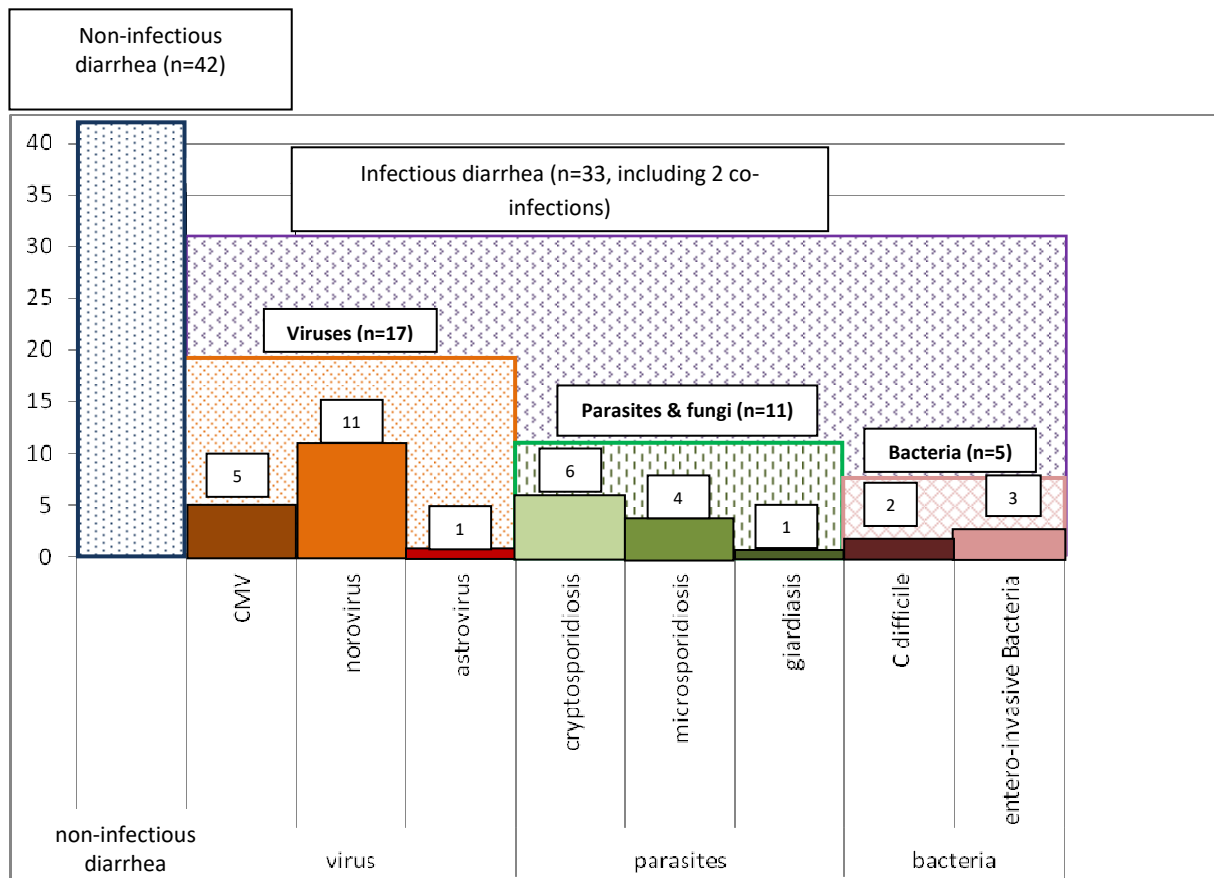 Non-infectious
diarrhea (n=42)
Infectious diarrhea (n=33, including 2 co-
infections)
40
35
30
25
20
15
10
5
0
Viruses (n=17)
Parasites & fungi (n=11)
Bacteria (n=5)
5
11
1
6
4
1
2
3
CMV
norovirus
astrovirus
cryptosporidiosis
microsporidiosis
giardiasis
C difficile
entero-invasive Bacteria
non-infectious
diarrhea
virus
parasites
bacteria